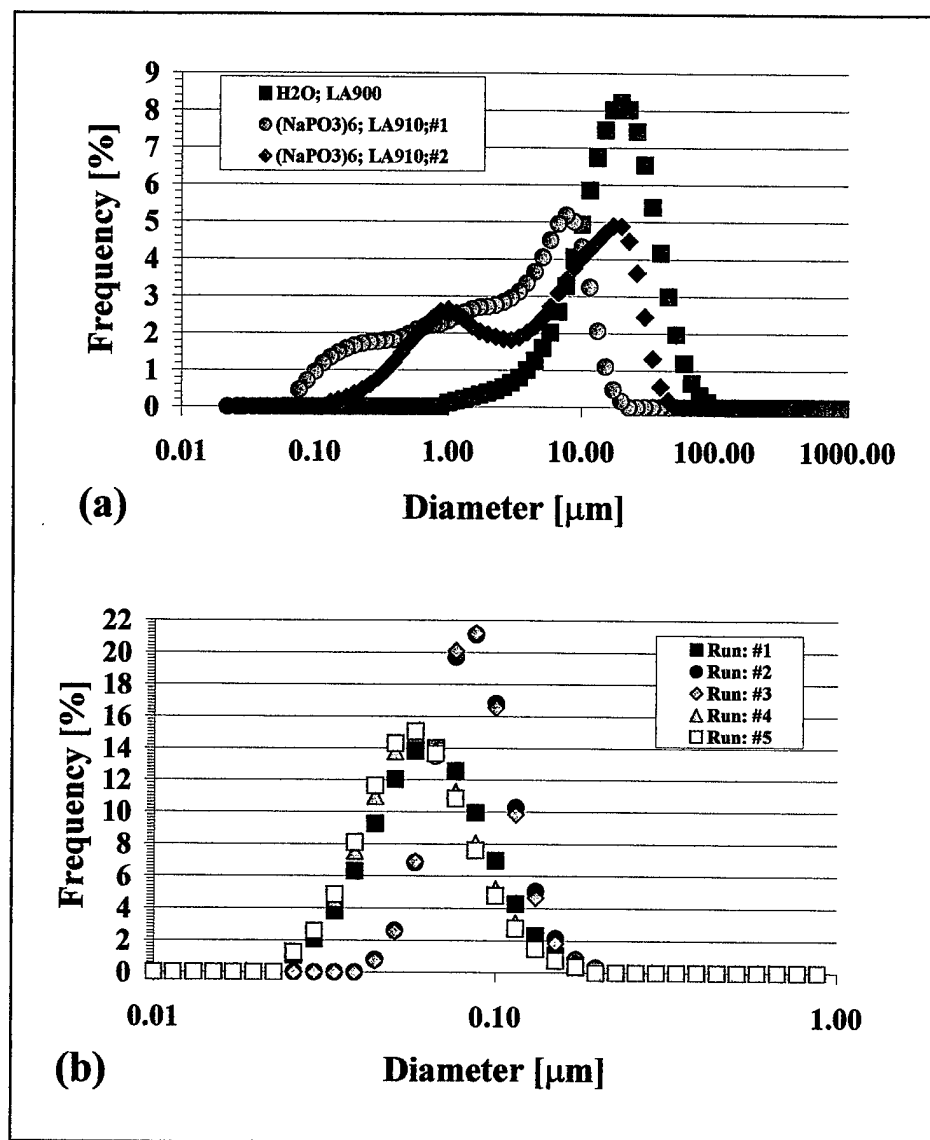 9
8
7
6
5
4
3
2
1
0
Frequency [%]
H2O; LA900
(NaPO3)6; LA910;#1
(NaPO3)6; LA910;#2
0.01 0.10 1.00 10.00 100.00 1000.00
(a)
Diameter [μm]
22
20
18
16
14
12
10
8
6
4
2
0
Frequency [%]
Run: #1
Run: #2
Run: #3
Run: #4
Run: #5
0.01 0.10 1.00
(b)
Diameter [μm]